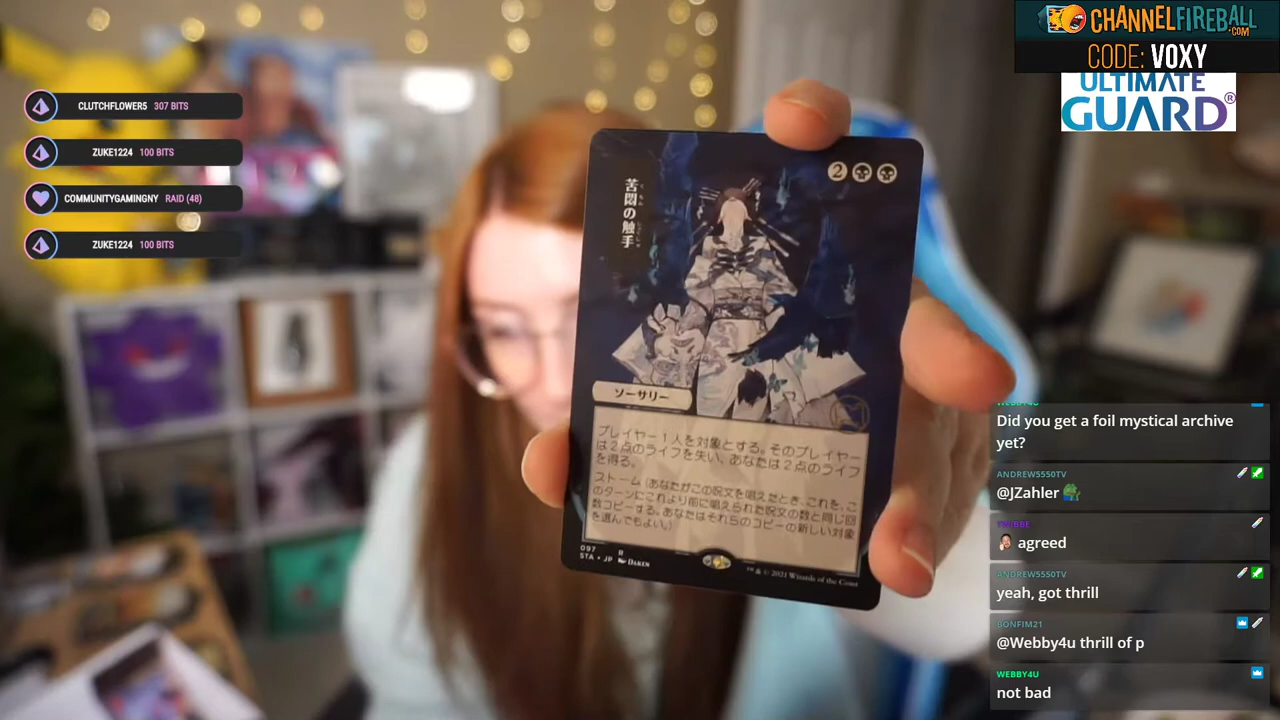 CHANNELFIREBALL
.COM
CODE: VOXY
ULTIMATE
GUARD®
CLUTCHFLOWER5 307 BITS
ZUKE1224 100 BITS
COMMUNITYGAMINGNY RAID (48)
ZUKE1224 100 BITS
2
苦悶の触手
ソーサリー
プレイヤー1人を対象とする。そのプレイヤー
は2点のライフを失い、あなたは2点のライフ
を得る。
ストーム(あなたがこの呪文を唱えたとき、これを、こ
のターンにこれより前に唱えられた呪文の数と同じ回
数コピーする。あなたはそれらのコピーの新しい対象
を選んでもよい。)
097 R
STA • JP DAKEN
™ & © 2021 Wizards of the Coast
WEBBY4U
Did you get a foil mystical archive
yet?
ANDREW5550TV
@JZahler
agreed
ANDREW5550TV
yeah, got thrill
BONFIM21
@Webby4u thrill of p
WEBBY4U
not bad